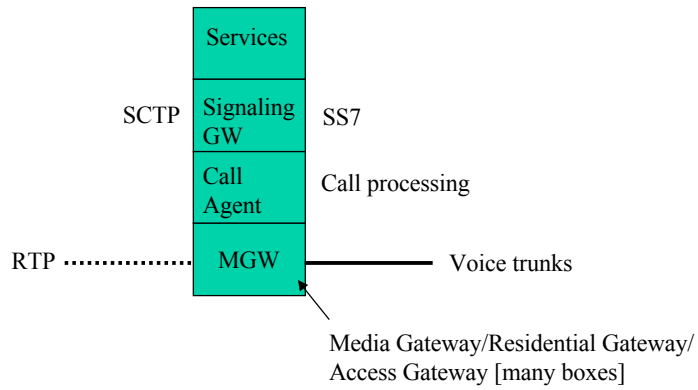 Services
SCTP
Signaling
GW
SS7
Call
Agent
Call processing
RTP
MGW
Voice trunks
Media Gateway/Residential Gateway/
Access Gateway [many boxes]